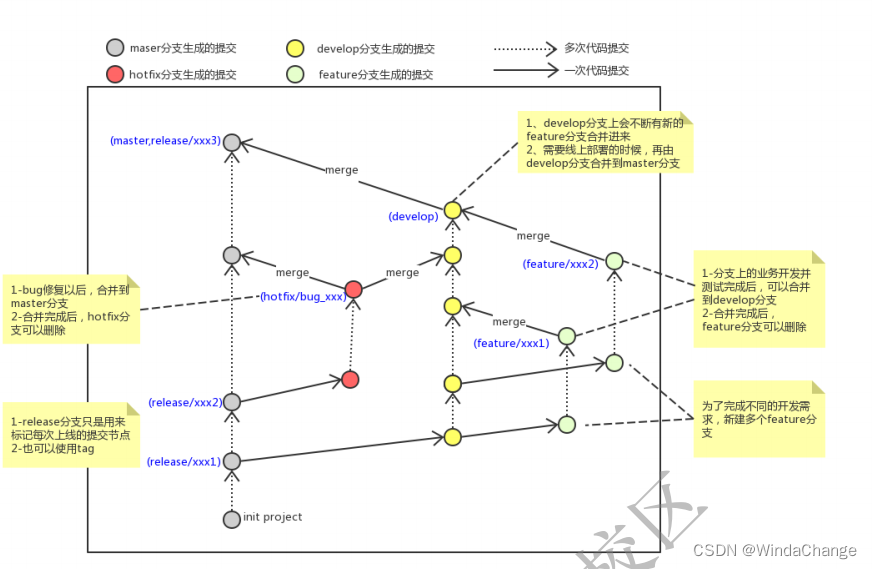 maser分支生成的提交
develop分支生成的提交
多次代码提交
hotfix分支生成的提交
feature分支生成的提交
一次代码提交
1、develop分支上会不断有新的
feature分支合并进来
2、需要线上部署的时候，再由
develop分支合并到master分支
(master,release/xxx3)
merge
(develop)
merge
(feature/xxx2)
1-分支上的业务开发并
测试完成后，可以合并
到develop分支
2-合并完成后，
feature分支可以删除
merge
merge
1-bug修复以后，合并到
master分支
2-合并完成后，hotfix分
支可以删除
(hotfix/bug_xxx)
merge
(feature/xxx1)
(release/xxx2)
为了完成不同的开发需
求，新建多个feature分
支
1-release分支只是用来
标记每次上线的提交节点
2-也可以使用tag
(release/xxx1)
init project
校区
CSDN @WindaChange